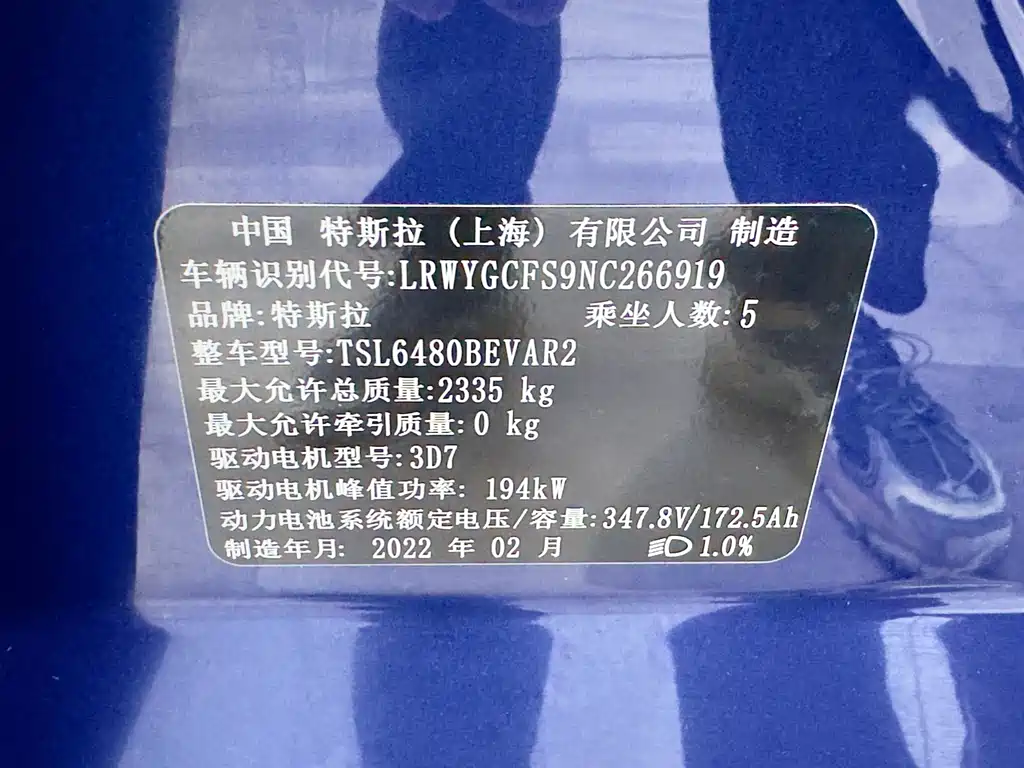 中国 特斯拉（上海）有限公司 制造
车辆识别代号:LRWYGCFS9NC266919
品牌:特斯拉 乘坐人数:5
整车型号:TSL6480BEVAR2
最大允许总质量:2335 kg
最大允许牵引质量:0 kg
驱动电机型号:3D7
驱动电机峰值功率: 194kW
动力电池系统额定电压/容量:347.8V/172.5Ah
制造年月: 2022 年 02 月 1.0%